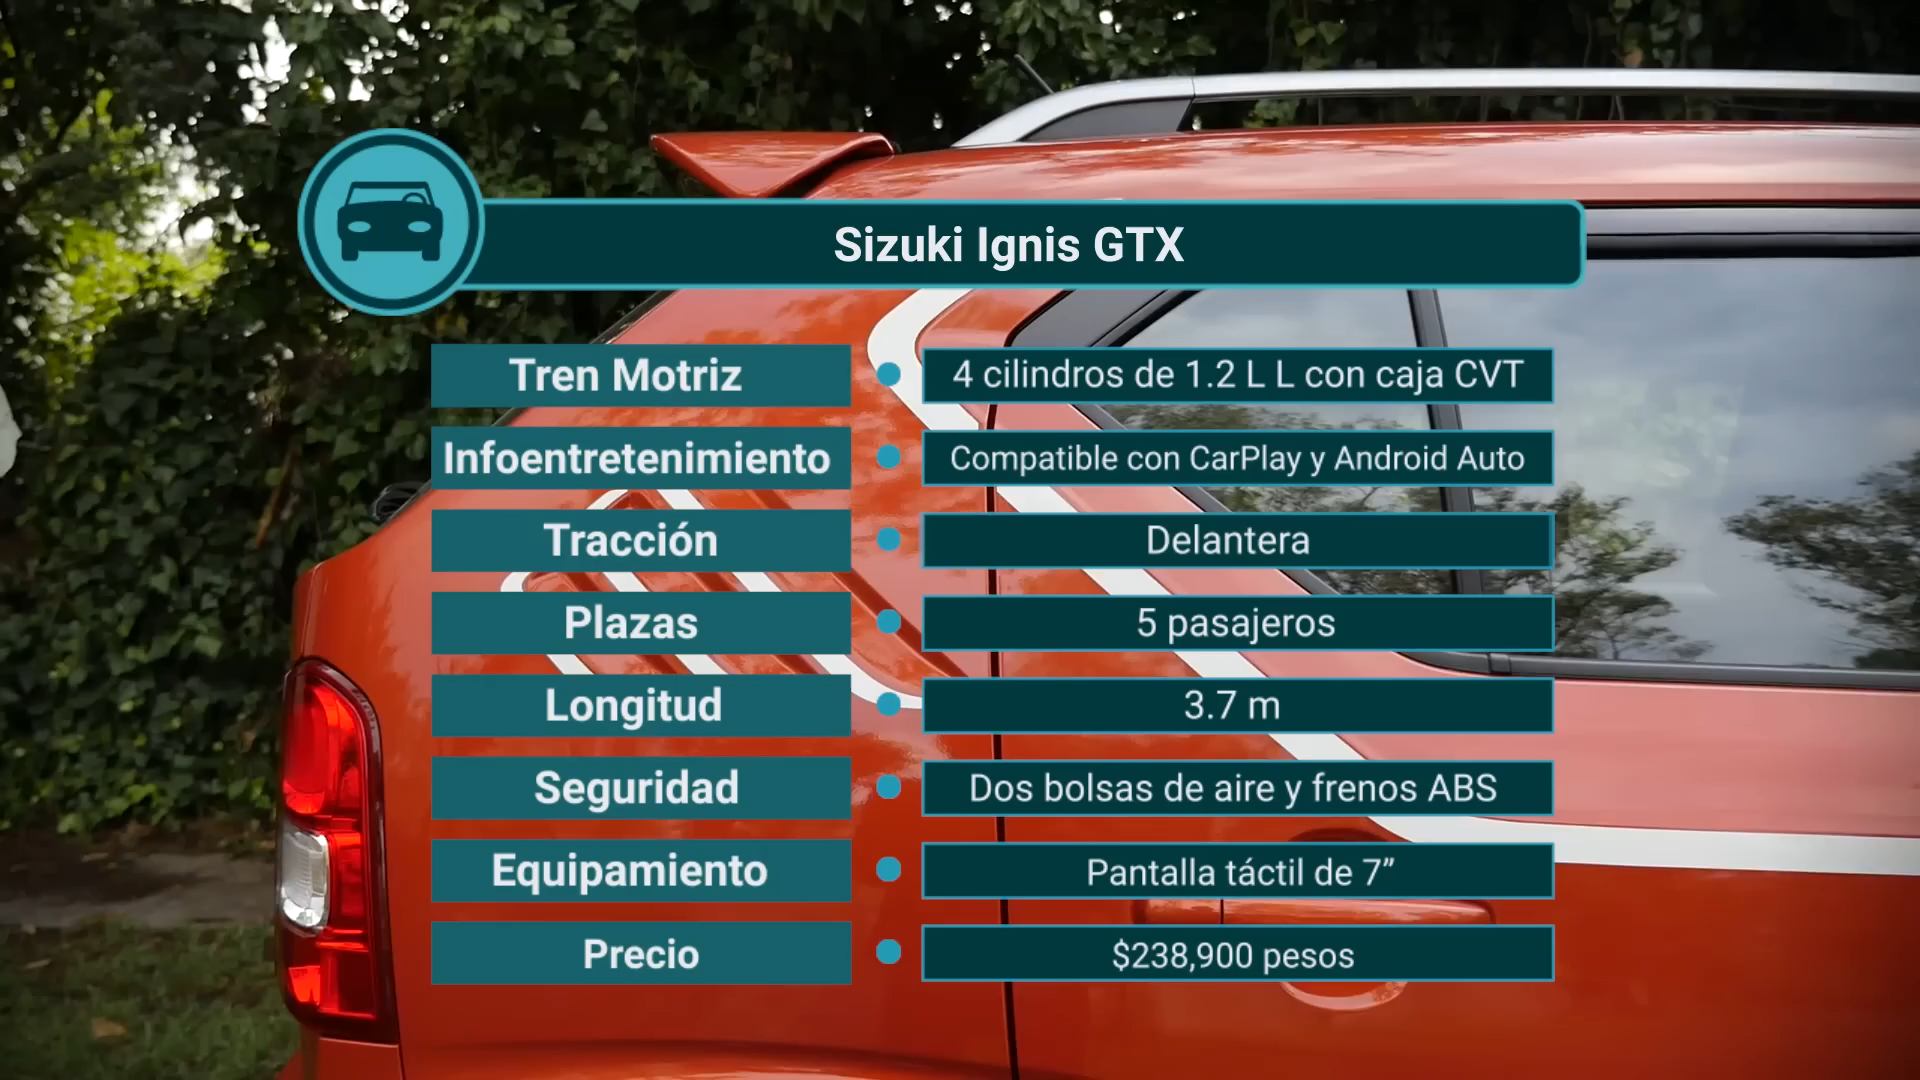 Sizuki Ignis GTX
Tren Motriz
4 cilindros de 1.2 L L con caja CVT
Infoentretenimiento
Compatible con CarPlay y Android Auto
Tracción
Delantera
Plazas
5 pasajeros
Longitud
3.7 m
Seguridad
Dos bolsas de aire y frenos ABS
Equipamiento
Pantalla táctil de 7”
Precio
$238,900 pesos